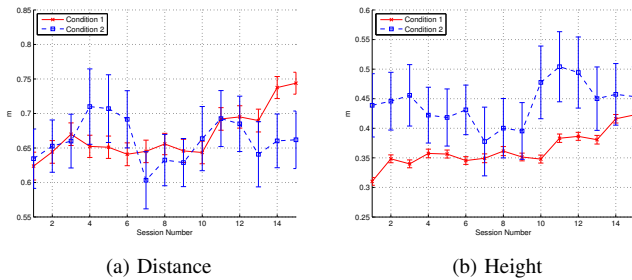 0.85
0.8
0.75
0.7
0.65
0.6
0.55
m
2 4 6 8 10 12 14
Session Number
Condition 1
Condition 2
(a) Distance
0.6
0.55
0.5
0.45
0.4
0.35
0.3
0.25
m
2 4 6 8 10 12 14
Session Number
Condition 1
Condition 2
(b) Height